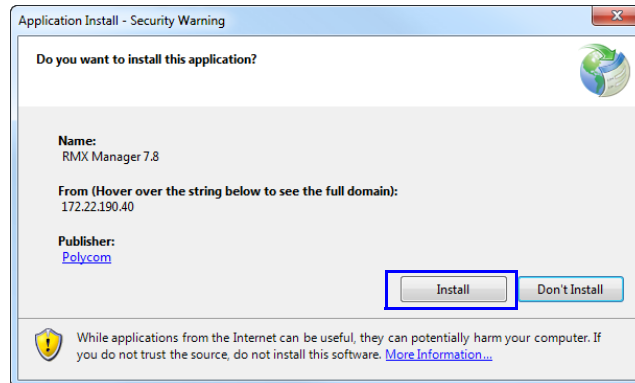 Application Install - Security Warning
Do you want to install this application?
Name:
RMX Manager 7.8
From (Hover over the string below to see the full domain):
172.22.190.40
Publisher:
Polycom
Install
Don't Install
While applications from the Internet can be useful, they can potentially harm your computer. If
you do not trust the source, do not install this software. More Information...